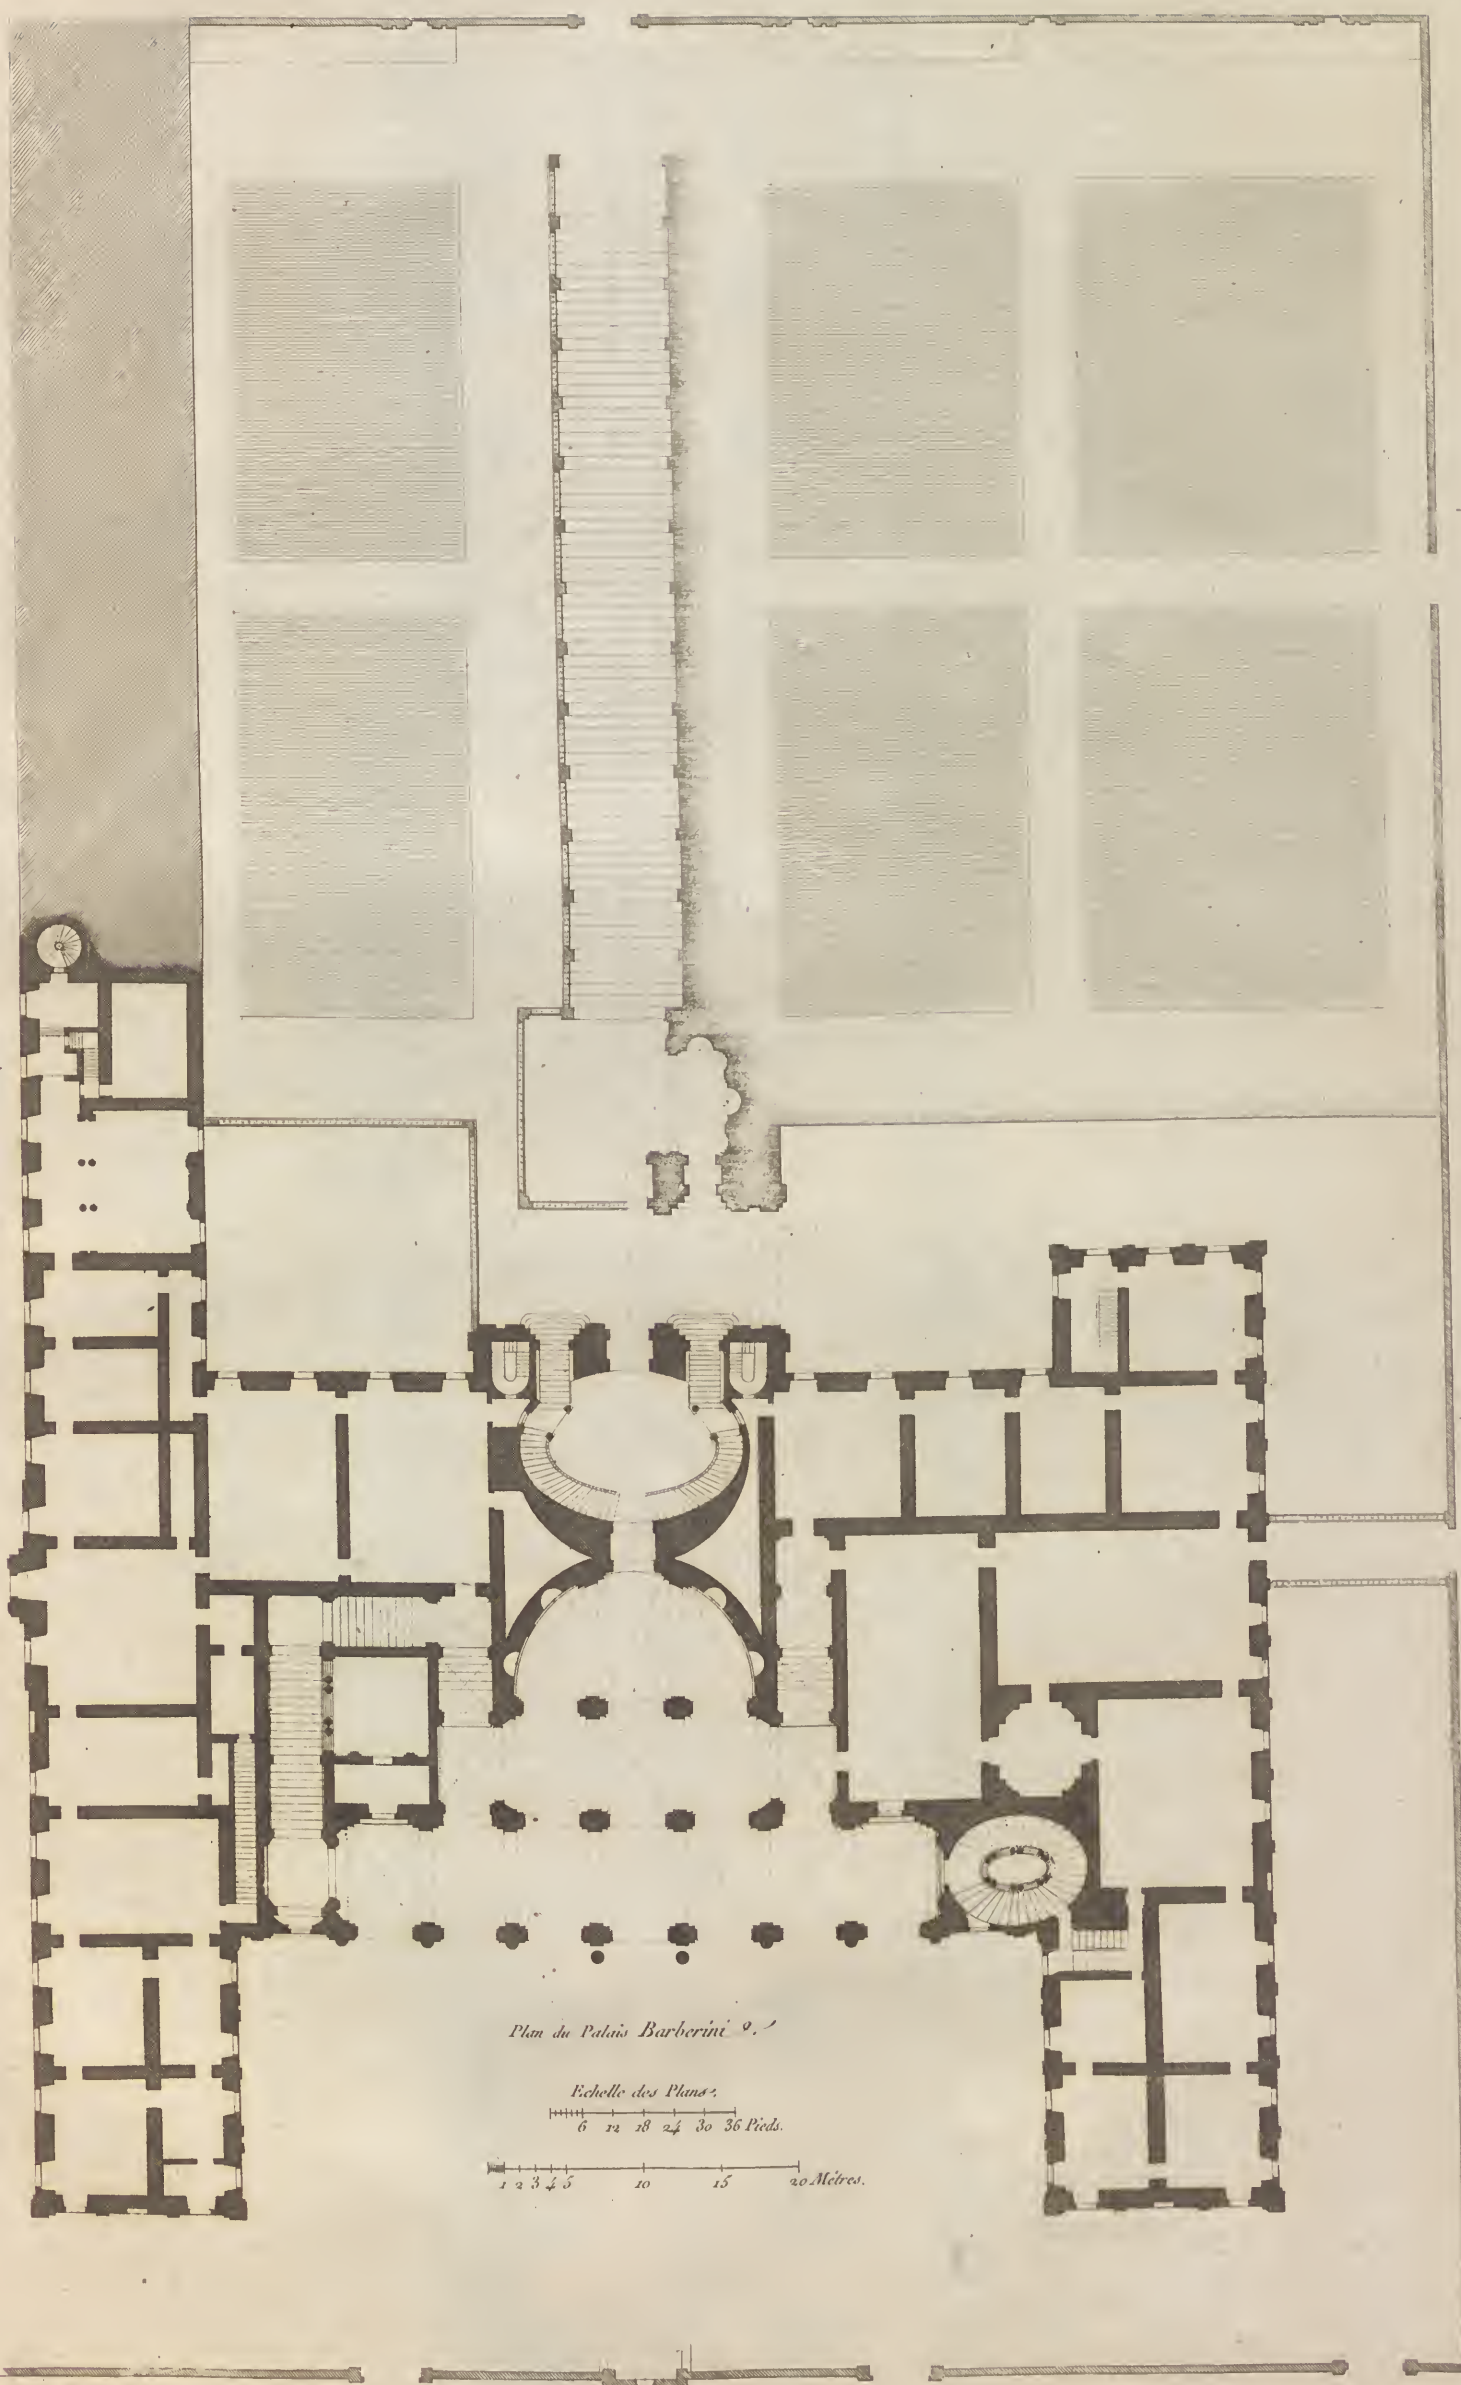 Plan du Palais Barberini
Echelle des Plans.
6 12 18 24 30 36 Pieds.
1 2 3 4 5 10 15 20 Mètres.